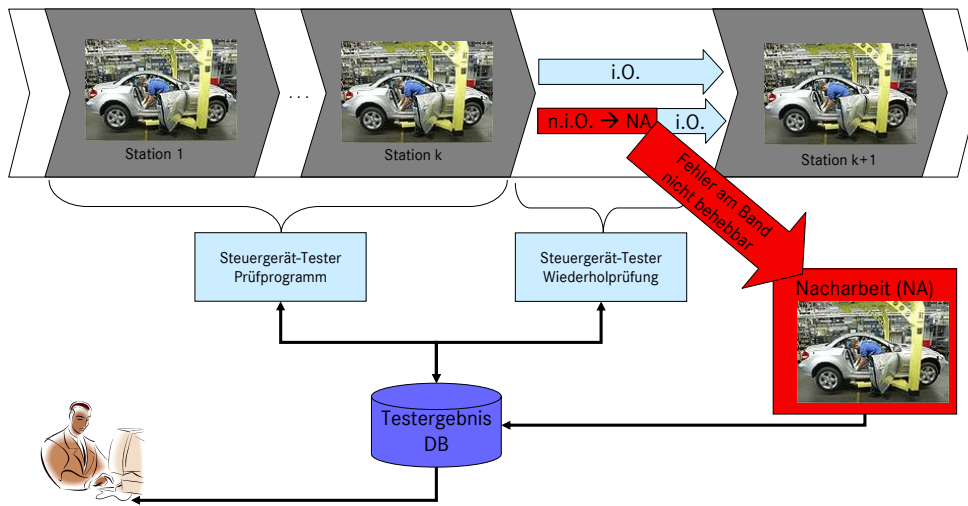 i.O.
n.i.O. → NA
i.O.
...
Station 1
Station k
Station k+1
Fehler am Band
nicht behebbar
Steuergerät-Tester
Prüfprogramm
Steuergerät-Tester
Wiederholprüfung
Nacharbeit (NA)
Testergebnis
DB